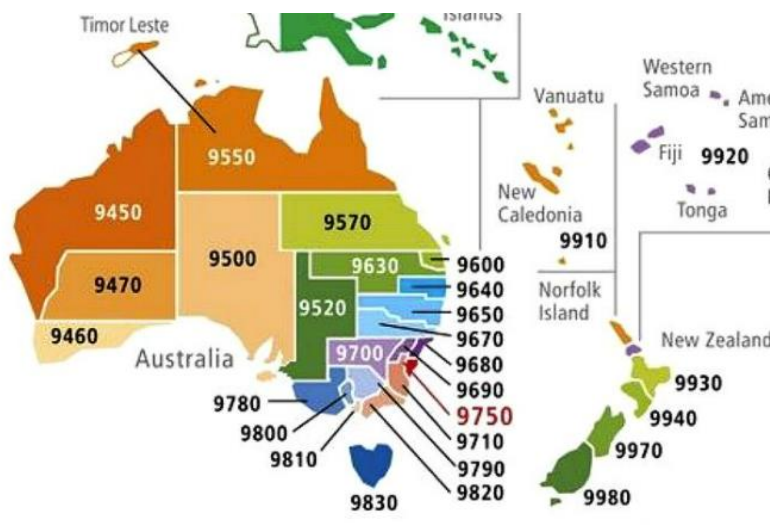 Timor Leste
Islands
Western
Samoa
Vanuatu
Fiji
9920
Tonga
New
Caledonia
9910
Norfolk
Island
9550
9450
9570
9500
9470
9630
9600
9640
9520
9650
9460
9670
9700
9680
Australia
9690
9780
9750
9800
9710
9810
9790
9820
9830
New Zealand
9930
9940
9970
9980